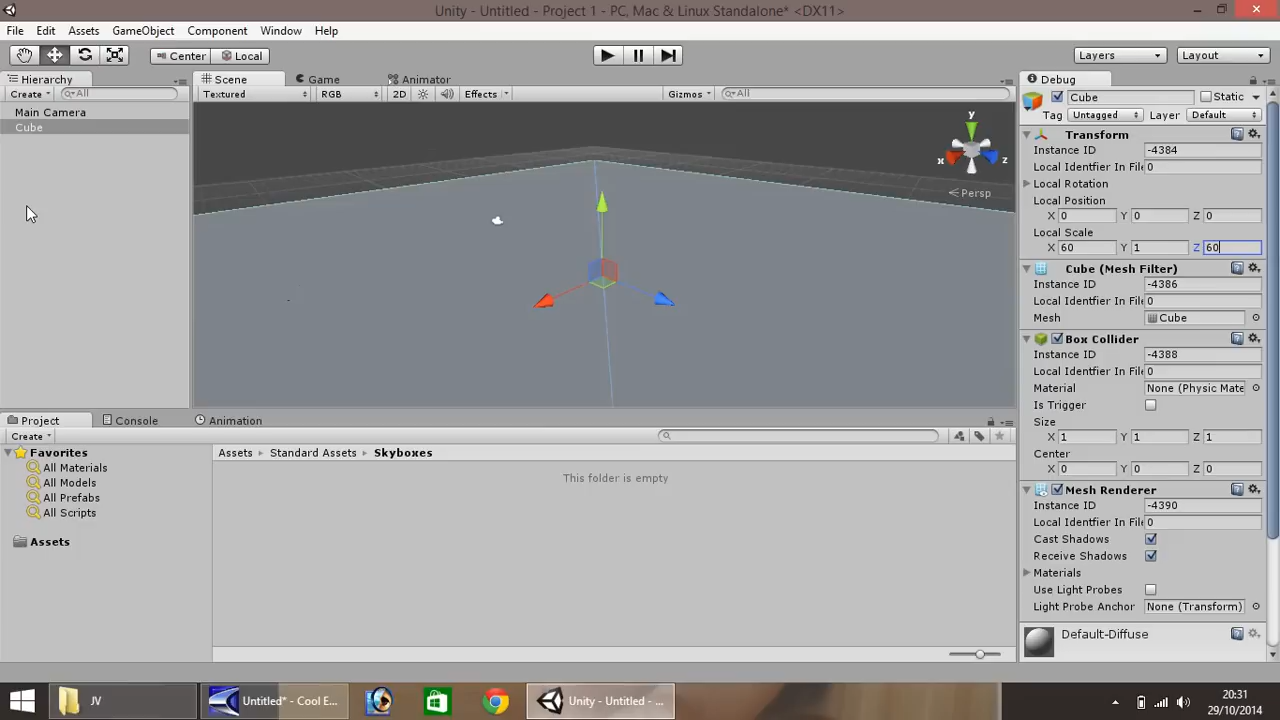 Unity - Untitled - Project 1 - PC, Mac & Linux Standalone* <DX11>
File Edit Assets GameObject Component Window Help
Center Local Layers Layout
Hierarchy Scene Game Animator Debug
Create All Textured RGB 2D Effects Gizmos All Cube Static
Main Camera Tag Untagged Layer Default
Cube
y
x z
Persp
Transform
Instance ID -4384
Local Identifier In File 0
Local Rotation
Local Position
X 0 Y 0 Z 0
Local Scale
X 60 Y 1 Z 60
Cube (Mesh Filter)
Instance ID -4386
Local Identfier In File 0
Mesh Cube
Box Collider
Instance ID -4388
Local Identfier In File 0
Material None (Physic Mate
Is Trigger
Size
X 1 Y 1 Z 1
Center
X 0 Y 0 Z 0
Mesh Renderer
Instance ID -4390
Local Identfier In File 0
Cast Shadows
Receive Shadows
Materials
Use Light Probes
Light Probe Anchor None (Transform)
Default-Diffuse
Project Console Animation
Create
Favorites
All Materials
All Models
All Prefabs
All Scripts
Assets
Assets Standard Assets Skyboxes
This folder is empty
JV Untitled* - Cool E... Unity - Untitled - ...
20:31
29/10/2014